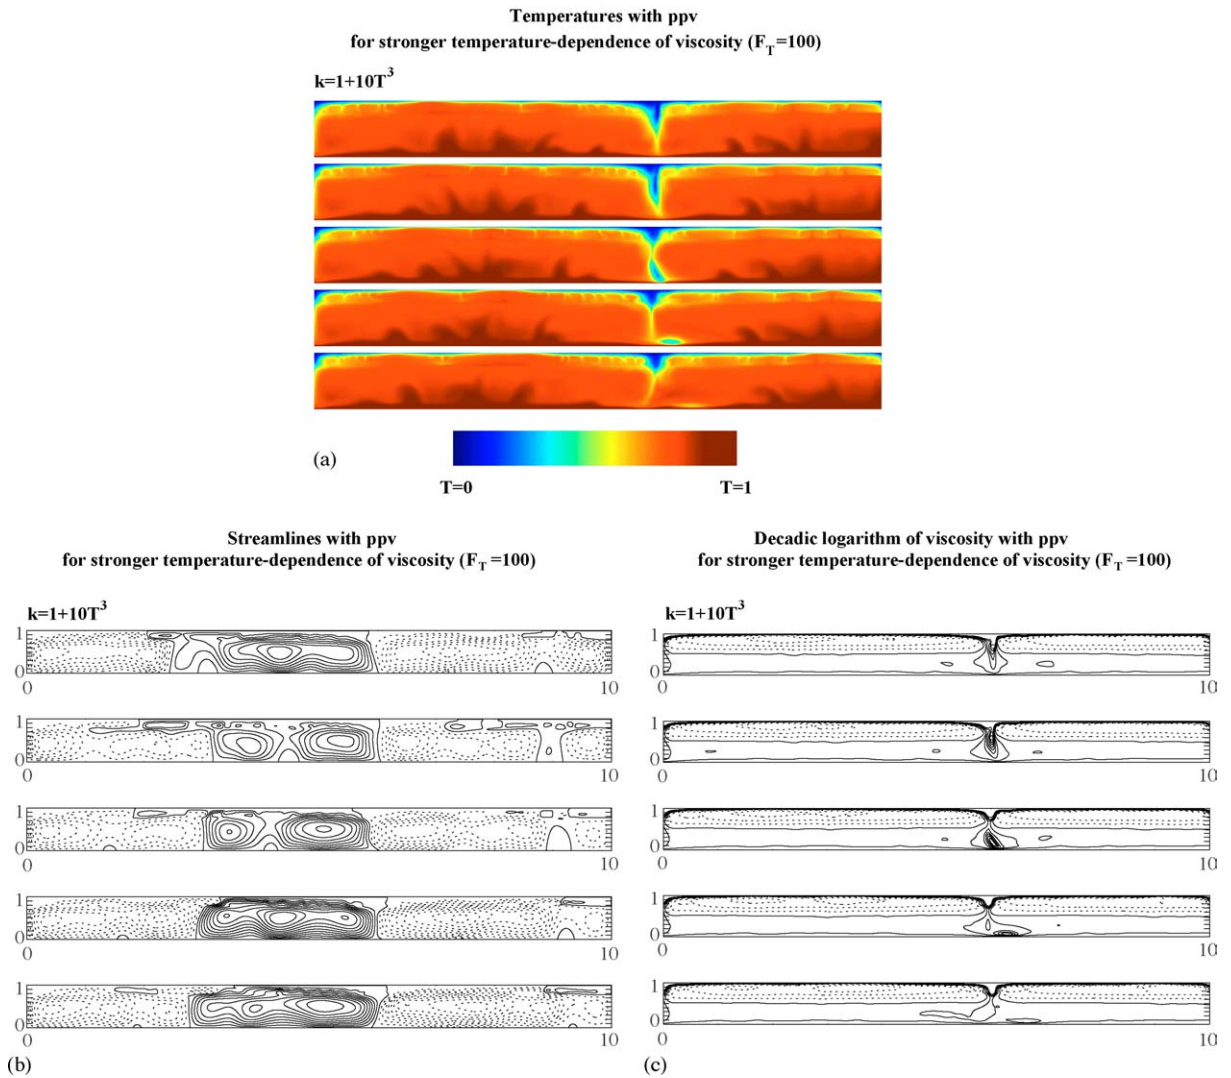 Temperatures with ppv
for stronger temperature-dependence of viscosity (F_T=100)
k=1+10T^3
(a)
T=0 T=1
Streamlines with ppv
for stronger temperature-dependence of viscosity (F_T =100)
k=1+10T^3
1
0
0 10
1
0
0 10
1
0
0 10
1
0
0 10
1
0
0 10
(b)
Decadic logarithm of viscosity with ppv
for stronger temperature-dependence of viscosity (F_T =100)
k=1+10T^3
1
0
0 10
1
0
0 10
1
0
0 10
1
0
0 10
1
0
0 10
(c)